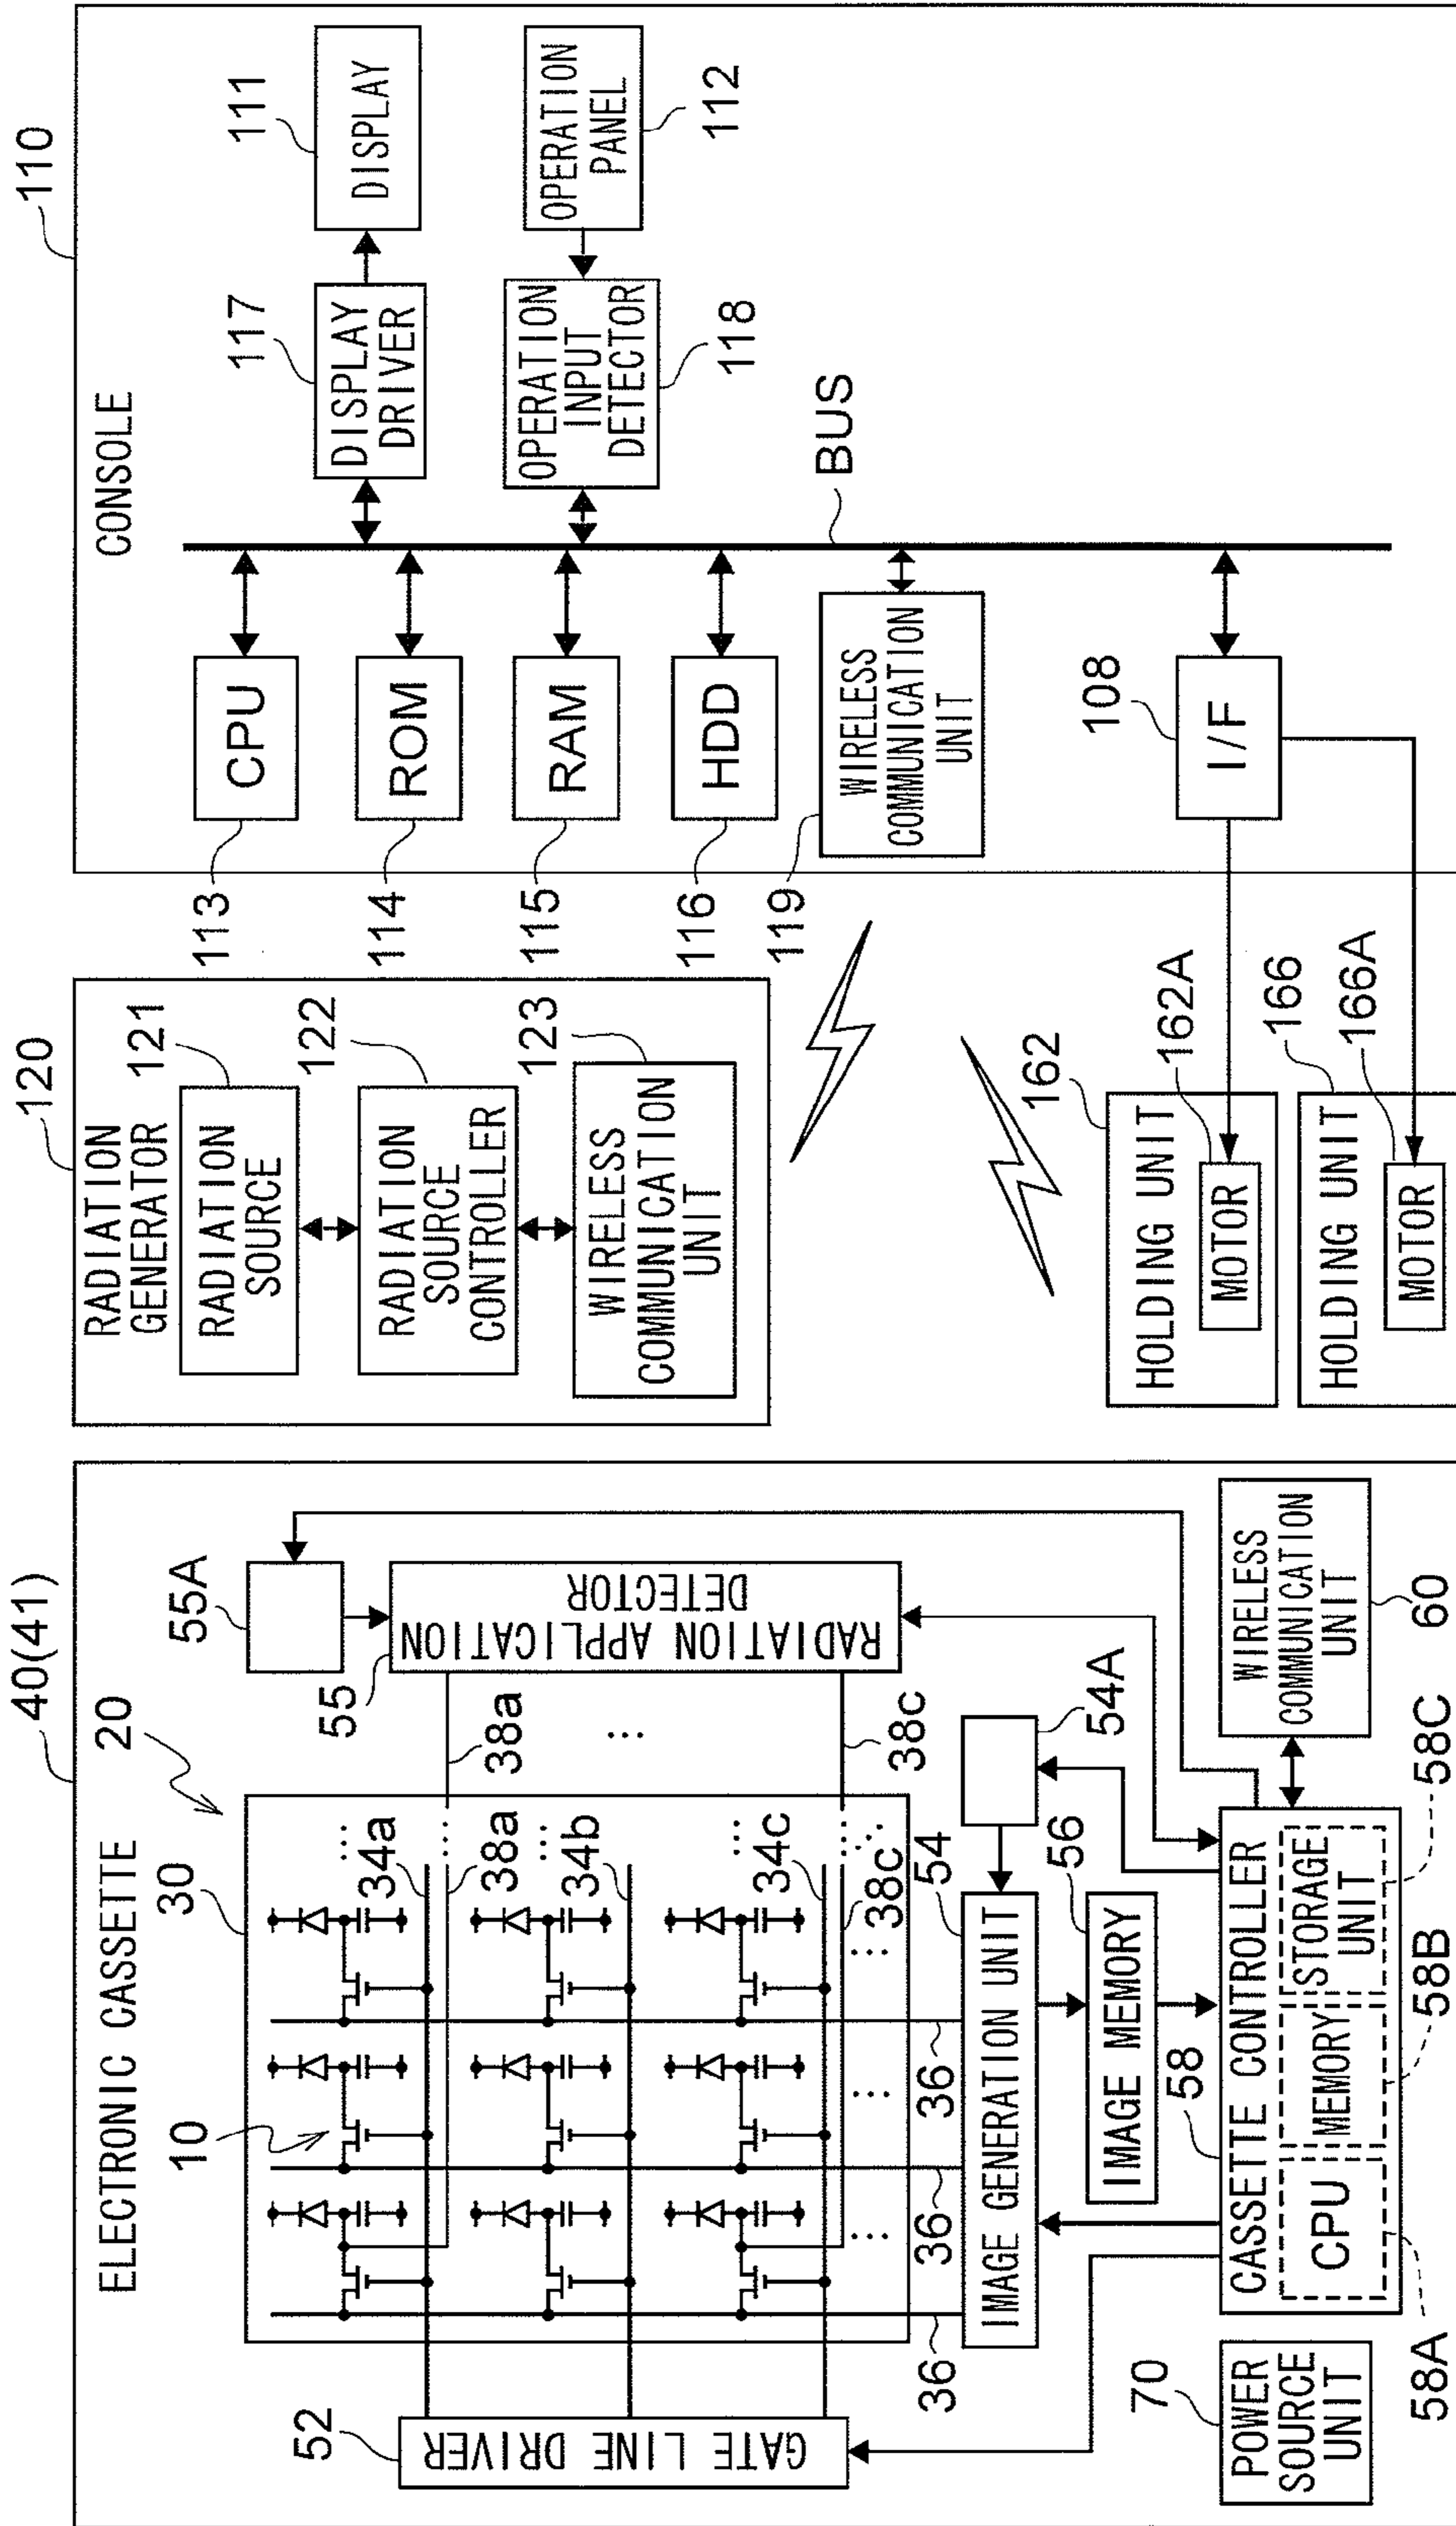 40(41)
ELECTRONIC CASSETTE
20
30
10
52
GATE LINE DRIVER
34a
38a
34b
34c
38c
38a
38c
55A
55
RADIATION APPLICATION
DETECTOR
36
36
36
54
IMAGE GENERATION UNIT
54A
56
IMAGE MEMORY
58
CASSETTE CONTROLLER
CPU
MEMORY
STORAGE
UNIT
58A
58B
58C
WIRELESS
COMMUNICATION
UNIT
60
70
POWER
SOURCE
UNIT
120
RADIATION
GENERATOR
121
RADIATION
SOURCE
122
RADIATION
SOURCE
CONTROLLER
123
WIRELESS
COMMUNICATION
UNIT
162
HOLDING UNIT
162A
MOTOR
166
HOLDING UNIT
166A
MOTOR
110
CONSOLE
CPU
113
ROM
114
RAM
115
HDD
116
WIRELESS
COMMUNICATION
UNIT
119
117
DISPLAY
DRIVER
111
DISPLAY
OPERATION
INPUT
DETECTOR
118
OPERATION
PANEL
112
BUS
108
I/F